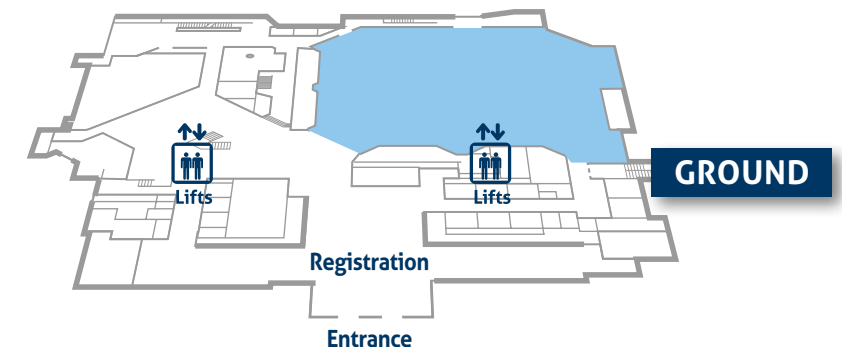 GROUND
Lifts
Lifts
Registration
Entrance